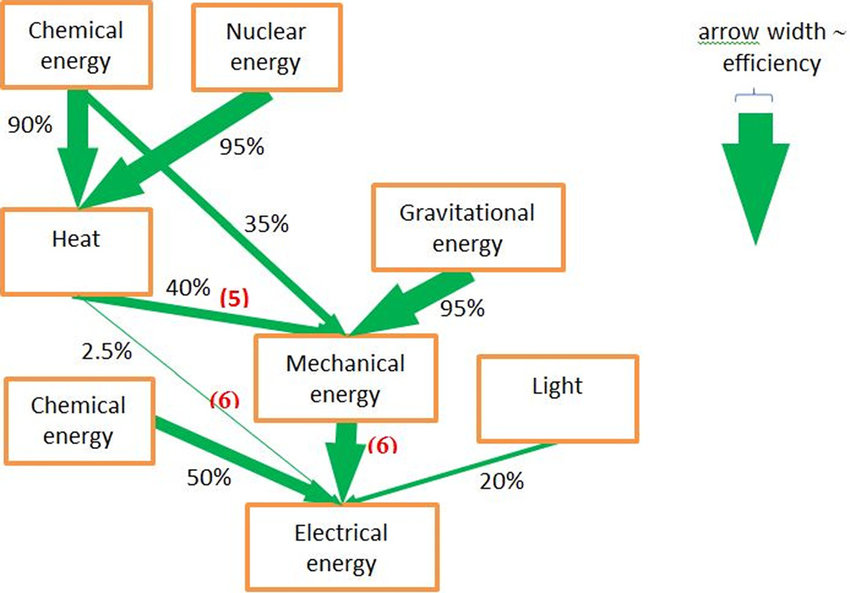 Chemical
energy
Nuclear
energy
arrow width ~
efficiency
90%
95%
Heat
35%
Gravitational
energy
40% (5)
95%
2.5%
Mechanical
energy
Light
Chemical
energy
(6)
(6)
50%
20%
Electrical
energy